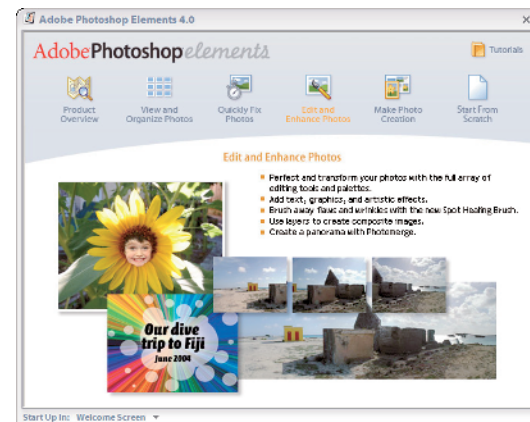 Adobe Photoshop Elements 4.0
AdobePhotoshopelements
Tutorials
Product
Overview
View and
Organize Photos
Quickly Fix
Photos
Edit and
Enhance Photos
Make Photo
Creation
Start From
Scratch
Edit and Enhance Photos
Perfect and transform your photos with the full array of
editing tools and palettes.
Add text, graphics, and artistic effects.
Brush away flaws and wrinkles with the new Spot Healing Brush.
Use layers to create composite images.
Create a panorama with Photomerge.
Our dive
trip to Fiji
June 2004
Start Up In: Welcome Screen